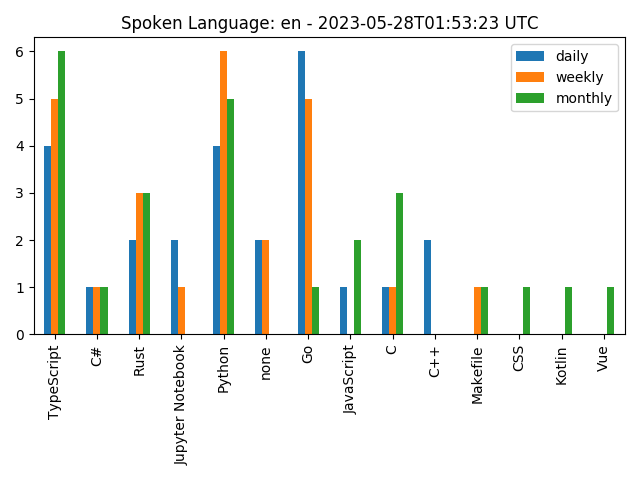 Spoken Language: en - 2023-05-28T01:53:23 UTC
daily
weekly
monthly
6
5
4
3
2
1
0
TypeScript
C#
Rust
Jupyter Notebook
Python
none
Go
JavaScript
C
C++
Makefile
CSS
Kotlin
Vue